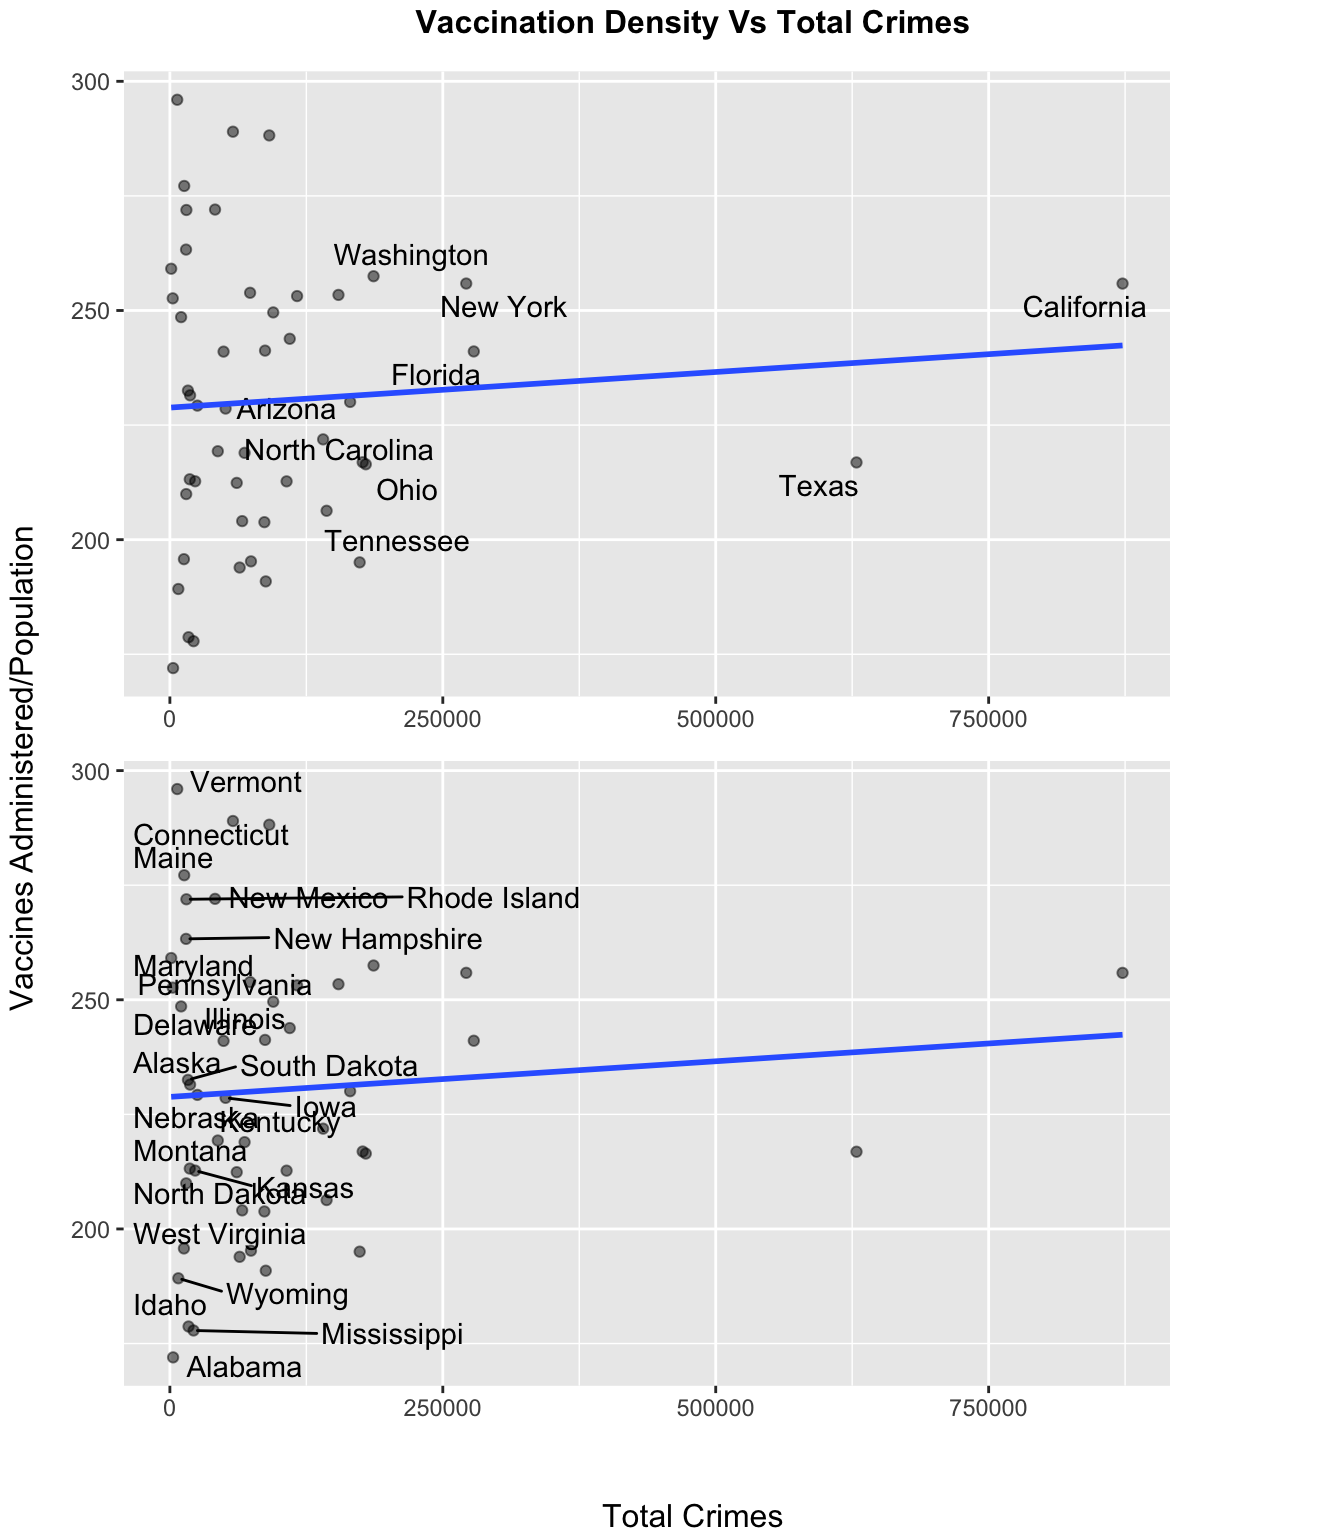 Vaccination Density Vs Total Crimes
300
Washington
250
New York
California
Florida
Arizona
North Carolina
Ohio
Texas
200
Tennessee
0 250000 500000 750000
Vaccines Administered/Population
300
Vermont
Connecticut
Maine
New Mexico Rhode Island
New Hampshire
Maryland
Pennsylvania
250
Illinois
Delaware
Alaska South Dakota
Iowa
Nebraska
Kentucky
Montana
Kansas
North Dakota
200
West Virginia
Wyoming
Idaho
Mississippi
Alabama
0 250000 500000 750000
Total Crimes